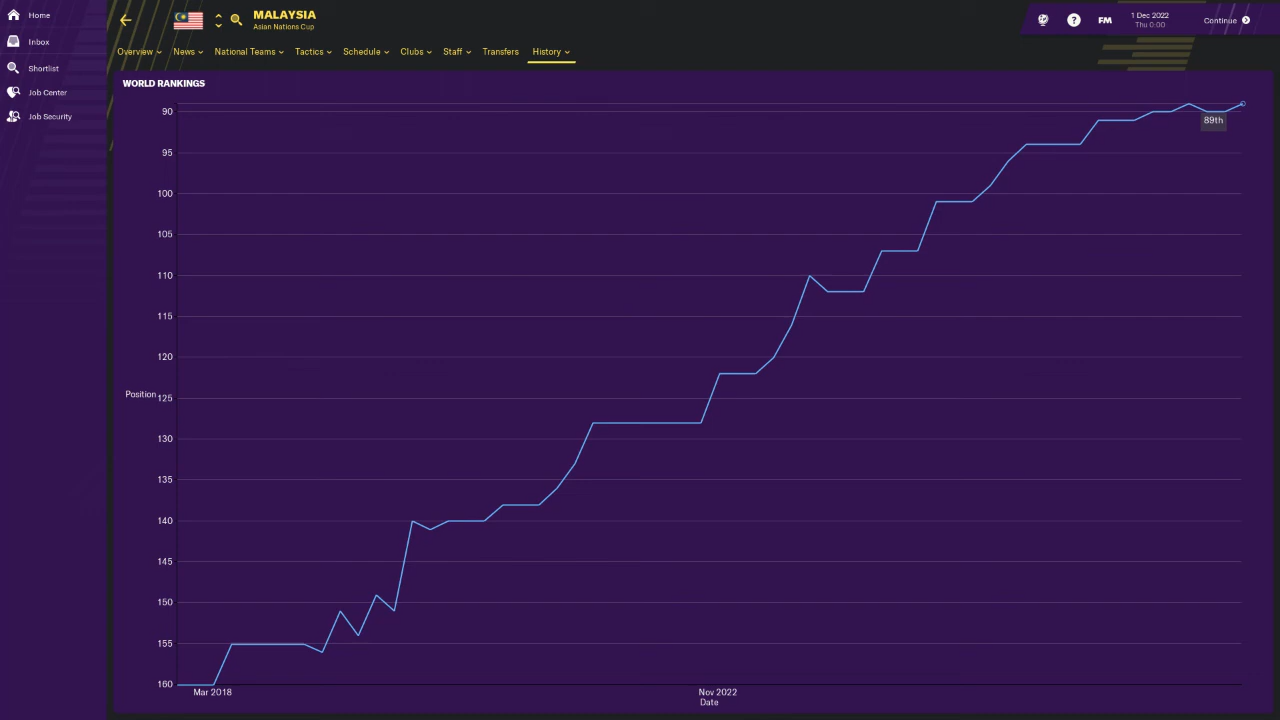 Home
Inbox
Shortlist
Job Center
Job Security
MALAYSIA
Asian Nations Cup
FM
1 Dec 2022
Thu 0:00
Continue
Overview News National Teams Tactics Schedule Clubs Staff Transfers History
WORLD RANKINGS
90
89th
95
100
105
110
115
120
Position
125
130
135
140
145
150
155
160
Mar 2018 Nov 2022
Date